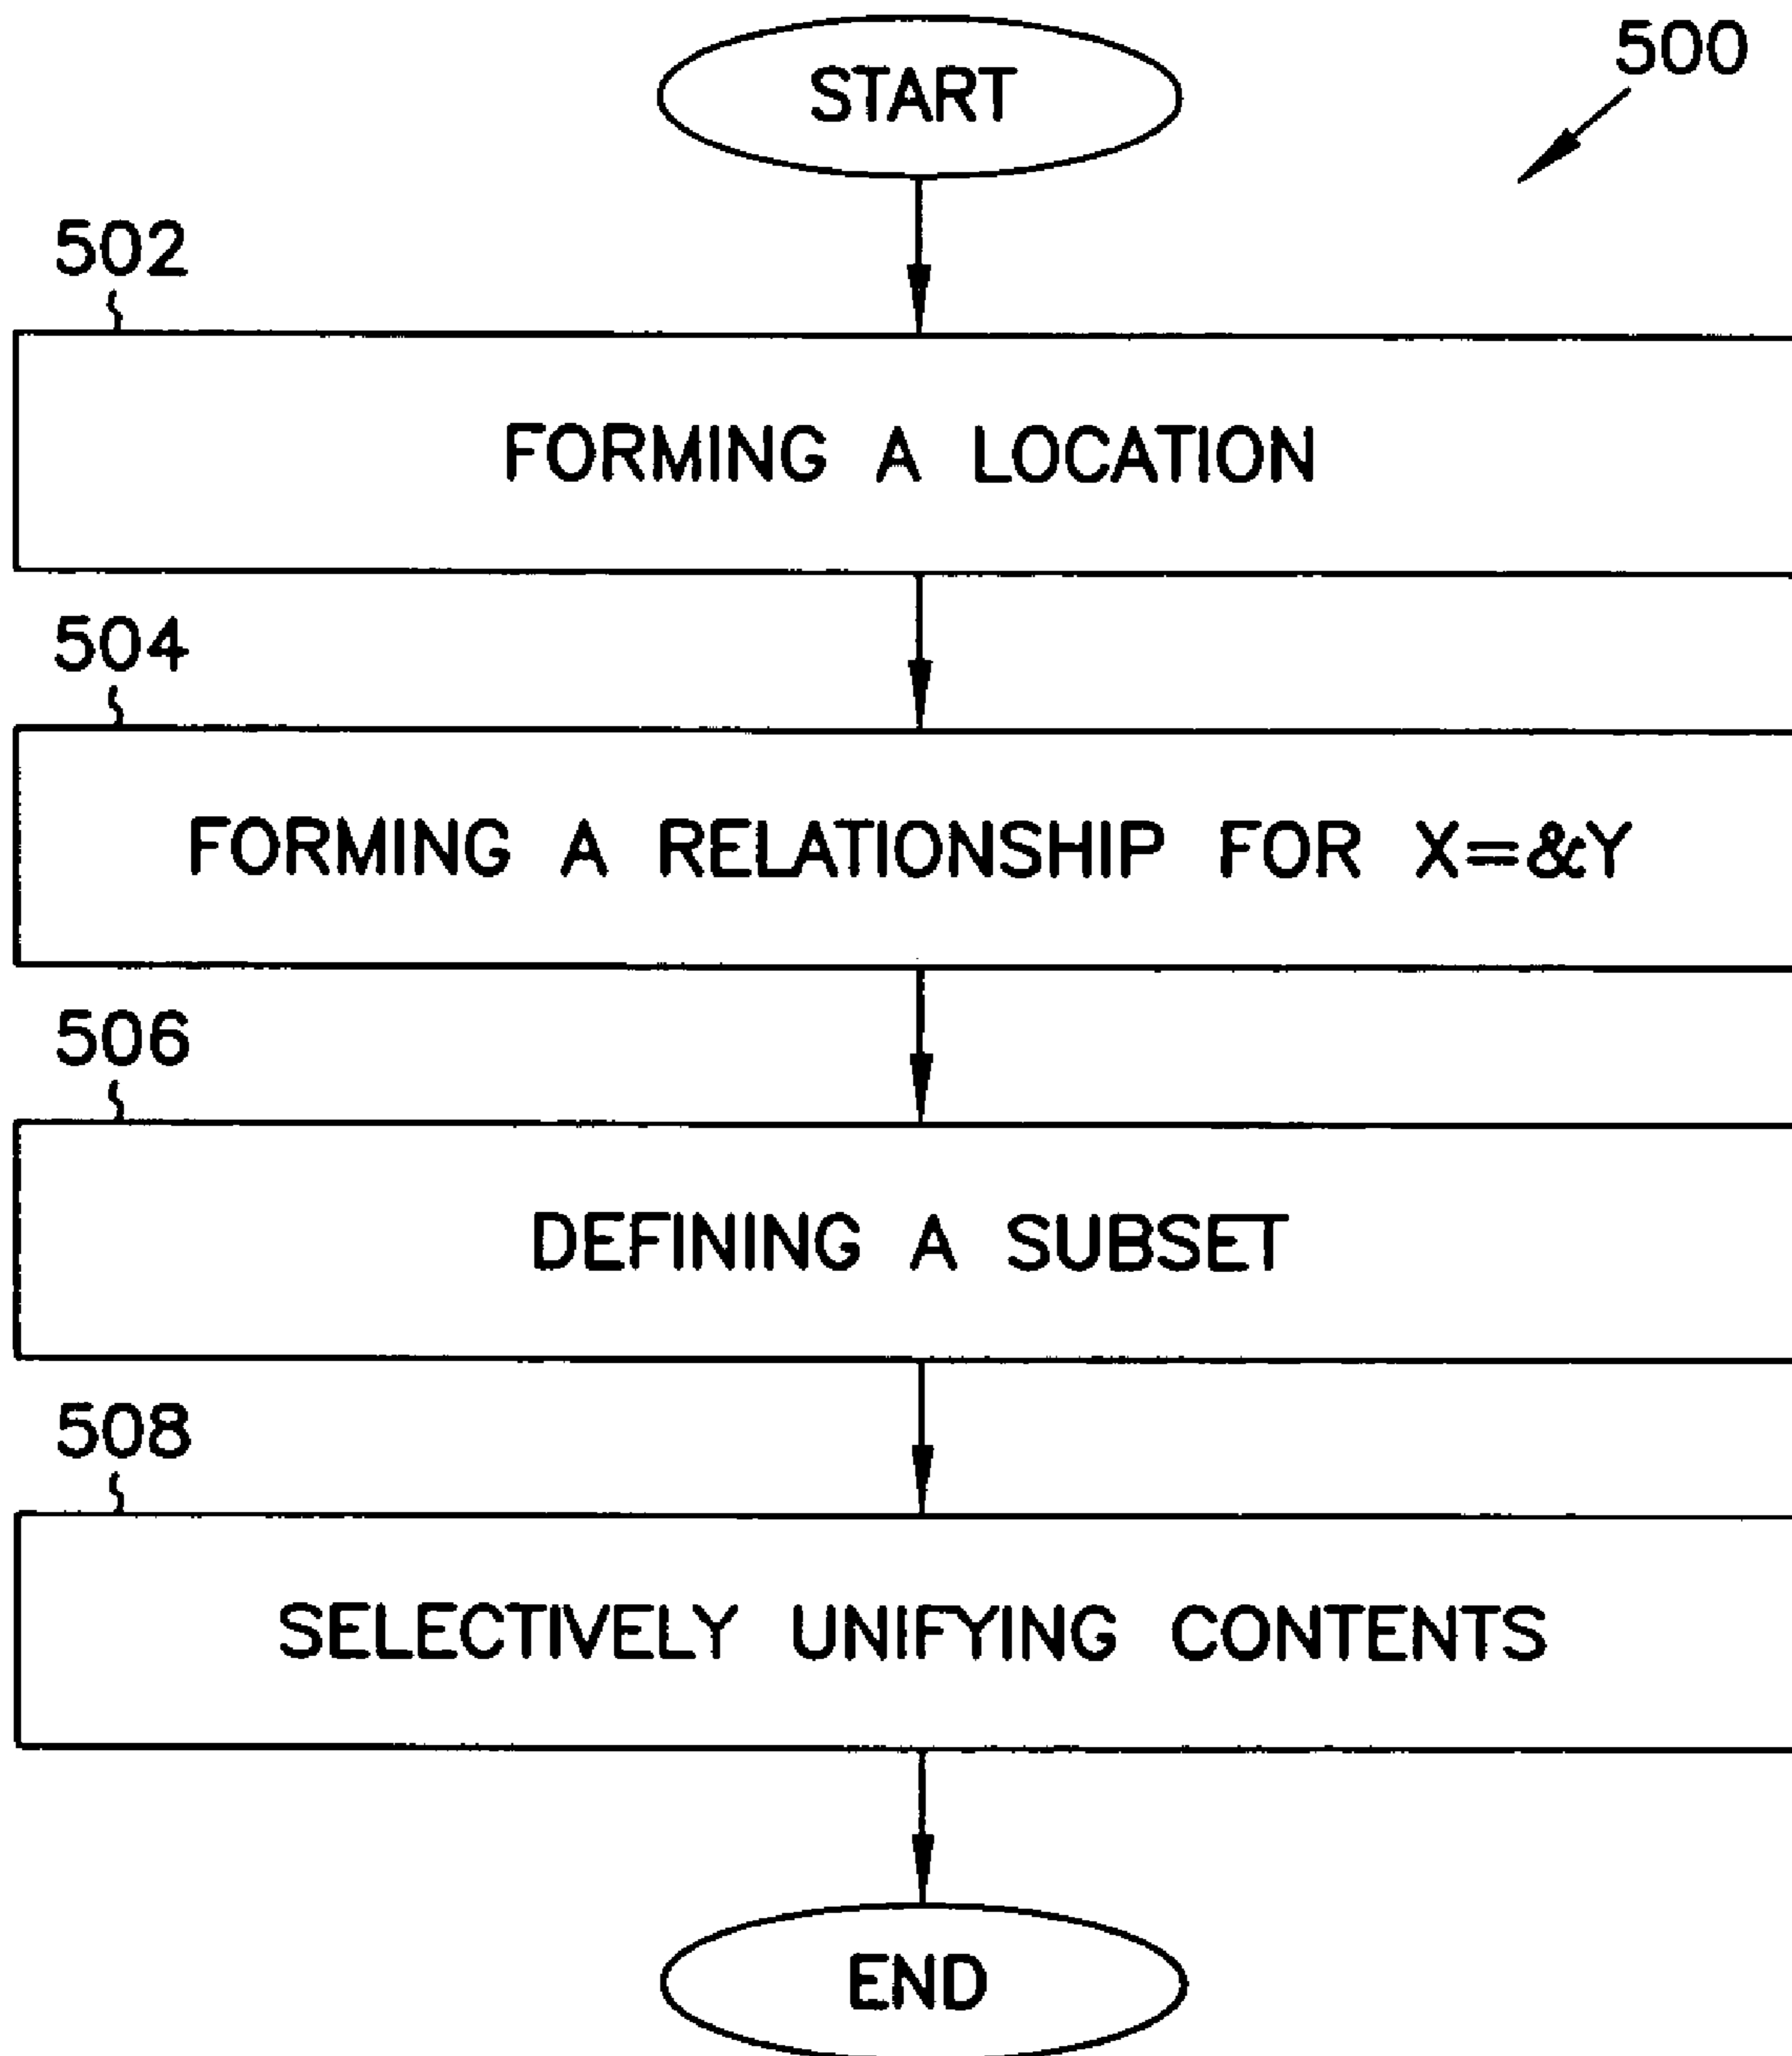 START
500
502
FORMING A LOCATION
504
FORMING A RELATIONSHIP FOR X=&Y
506
DEFINING A SUBSET
508
SELECTIVELY UNIFYING CONTENTS
END